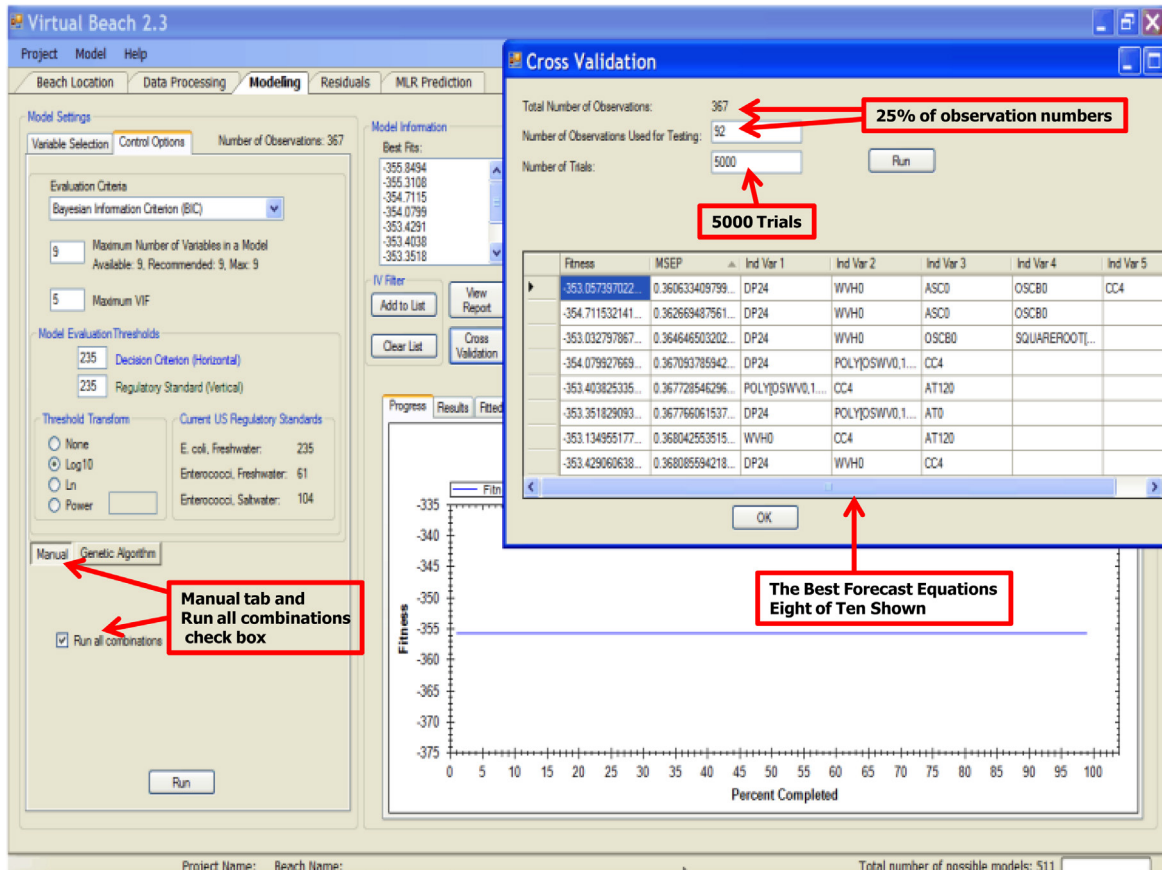 Virtual Beach 2.3
Project Model Help
Beach Location Data Processing Modeling Residuals MLR Prediction
Model Settings
Variable Selection Control Options Number of Observations: 367
Evaluation Criteria
Bayesian Information Criterion (BIC)
9 Maximum Number of Variables in a Model
Available: 9, Recommended: 9, Max: 9
5 Maximum VIF
Model Evaluation Thresholds
235 Decision Criterion (Horizontal)
235 Regulatory Standard (Vertical)
Threshold Transform
None
Log10
Ln
Power
Current US Regulatory Standards
E. coli, Freshwater: 235
Enterococci, Freshwater: 61
Enterococci, Saltwater: 104
Manual Genetic Algorithm
Manual tab and
Run all combinations
check box
Run all combinations
Run
Model Information
Best Fits:
-355.8494
-355.3108
-354.7115
-354.0799
-353.4291
-353.4038
-353.3518
IV Filter
Add to List View Report
Clear List Cross Validation
Progress Results Fitted
Fitn
Fitness
-335
-340
-345
-350
-355
-360
-365
-370
-375
0 5 10 15 20 25 30 35 40 45 50 55 60 65 70 75 80 85 90 95 100
Percent Completed
Cross Validation
Total Number of Observations: 367
Number of Observations Used for Testing: 92
Number of Trials: 5000
Run
25% of observation numbers
5000 Trials
Fitness MSEP Ind Var 1 Ind Var 2 Ind Var 3 Ind Var 4 Ind Var 5
-353.057397022... 0.360633409799... DP24 WVH0 ASC0 OSCB0 CC4
-354.711532141... 0.362669487561... DP24 WVH0 ASC0 OSCB0
-353.032797867... 0.364646503202... DP24 WVH0 OSCB0 SQUAREROOT[...
-354.079927669... 0.367093785942... DP24 POLY[OSWV0,1... CC4
-353.403825335... 0.367728546296... POLY[OSWV0,1... CC4 AT120
-353.351829093... 0.367766061537... DP24 POLY[OSWV0,1... AT0
-353.134955177... 0.368042553515... WVH0 CC4 AT120
-353.429060638... 0.368085594218... DP24 WVH0 CC4
OK
The Best Forecast Equations
Eight of Ten Shown
Project Name: Beach Name: Total number of possible models: 511